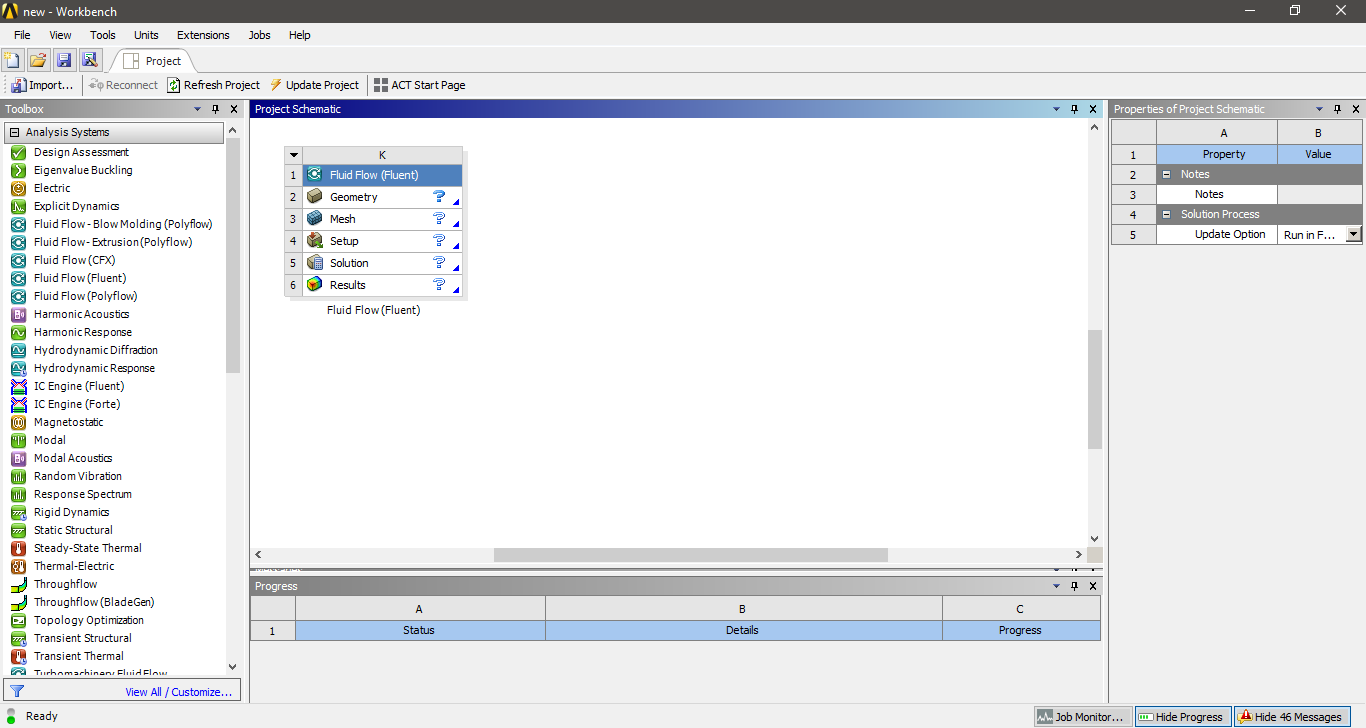 new - Workbench
File View Tools Units Extensions Jobs Help
Project
Import... Reconnect Refresh Project Update Project ACT Start Page
Toolbox
Analysis Systems
Design Assessment
Eigenvalue Buckling
Electric
Explicit Dynamics
Fluid Flow - Blow Molding (Polyflow)
Fluid Flow - Extrusion (Polyflow)
Fluid Flow (CFX)
Fluid Flow (Fluent)
Fluid Flow (Polyflow)
Harmonic Acoustics
Harmonic Response
Hydrodynamic Diffraction
Hydrodynamic Response
IC Engine (Fluent)
IC Engine (Forte)
Magnetostatic
Modal
Modal Acoustics
Random Vibration
Response Spectrum
Rigid Dynamics
Static Structural
Steady-State Thermal
Thermal-Electric
Throughflow
Throughflow (BladeGen)
Topology Optimization
Transient Structural
Transient Thermal
Turbomachinery Fluid Flow
View All / Customize...
Project Schematic
K
1 Fluid Flow (Fluent)
2 Geometry ?
3 Mesh ?
4 Setup ?
5 Solution ?
6 Results ?
Fluid Flow (Fluent)
Progress
A B C
1 Status Details Progress
Properties of Project Schematic
A B
1 Property Value
2 Notes
3 Notes
4 Solution Process
5 Update Option Run in F...
Ready
Job Monitor... Hide Progress Hide 46 Messages